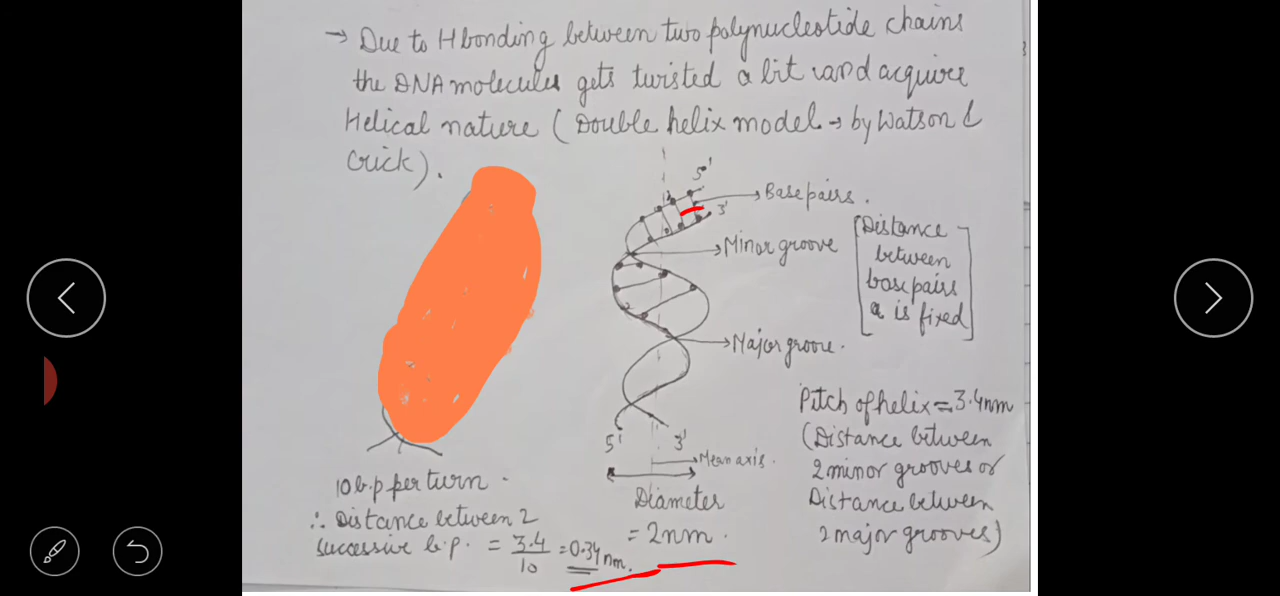 → Due to H bonding between two polynucleotide chains
the DNA molecules gets twisted a bit and acquire
Helical nature ( Double helix model → by Watson &
Crick).
5'
Base pairs.
3'
Minor groove
[Distance
between
base pairs
is fixed]
Major groove.
Pitch of helix = 3.4nm
(Distance between
2 minor grooves or
Distance between
2 major grooves)
5'
3'
Mean axis.
Diameter
= 2nm.
10 b.p per turn.
∴ Distance between 2
successive b.p. = 3.4/10 = 0.34 nm.